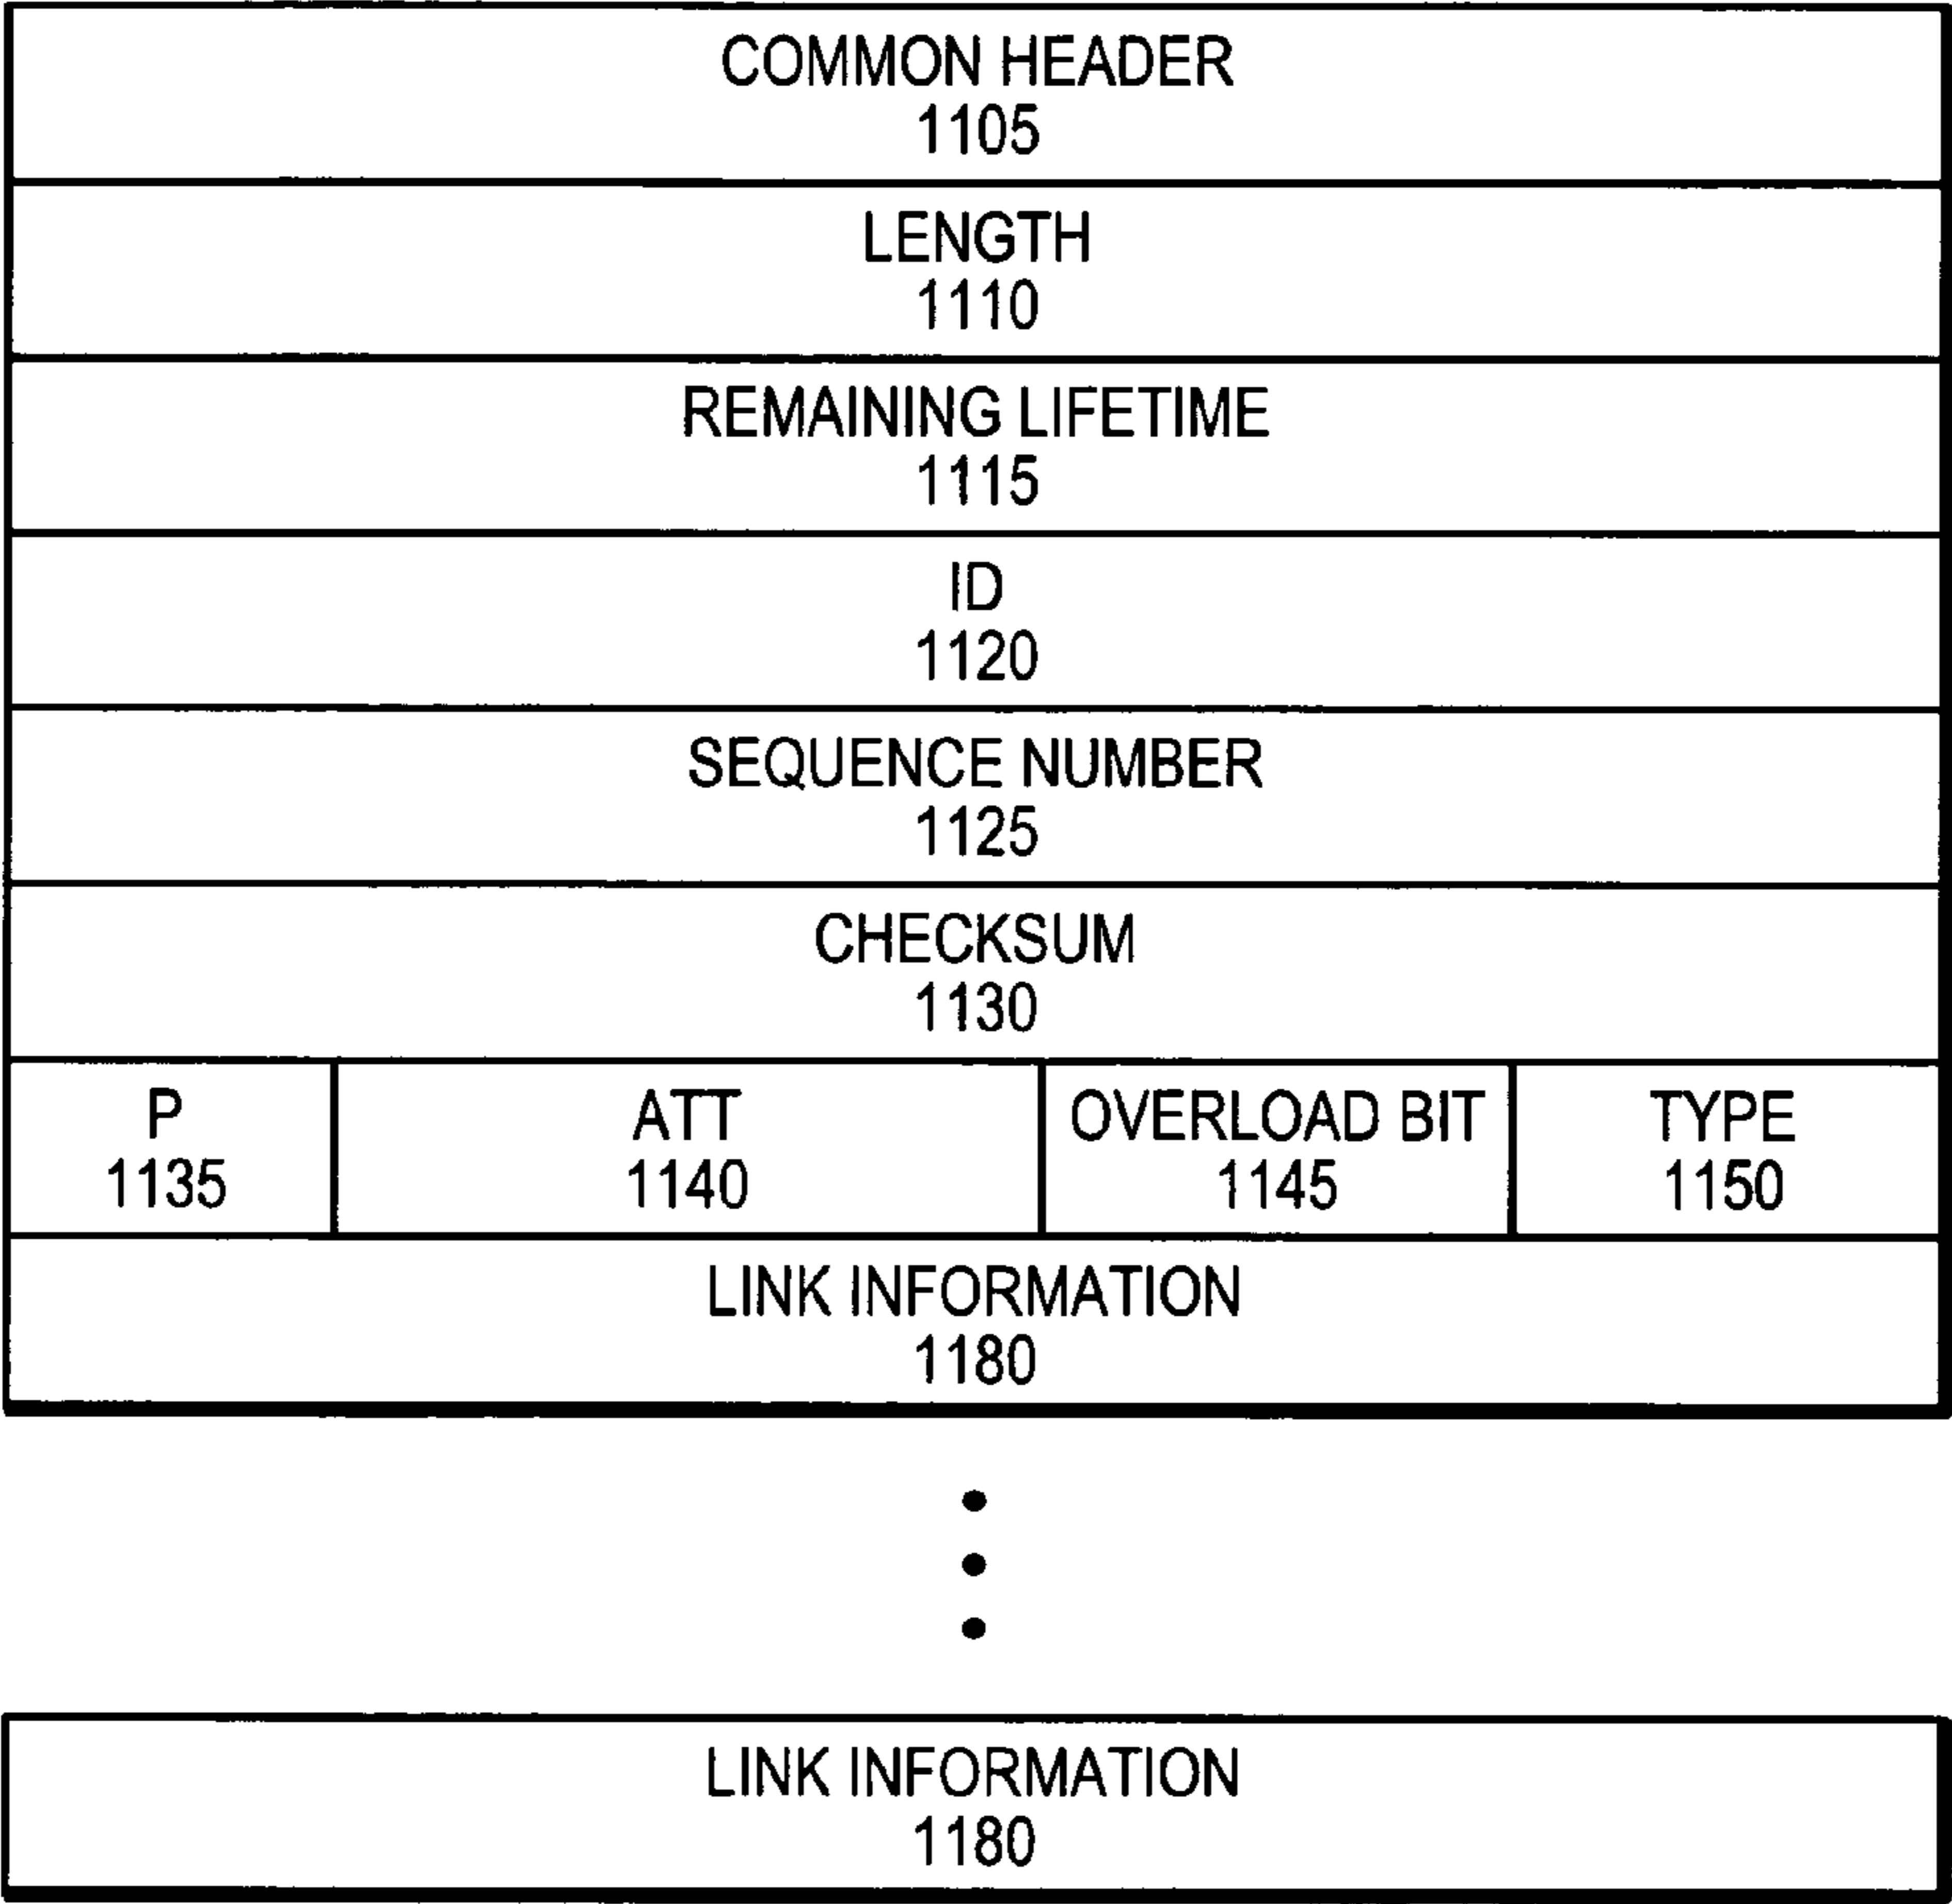 COMMON HEADER
1105
LENGTH
1110
REMAINING LIFETIME
1115
ID
1120
SEQUENCE NUMBER
1125
CHECKSUM
1130
P
1135
ATT
1140
OVERLOAD BIT
1145
TYPE
1150
LINK INFORMATION
1180
LINK INFORMATION
1180